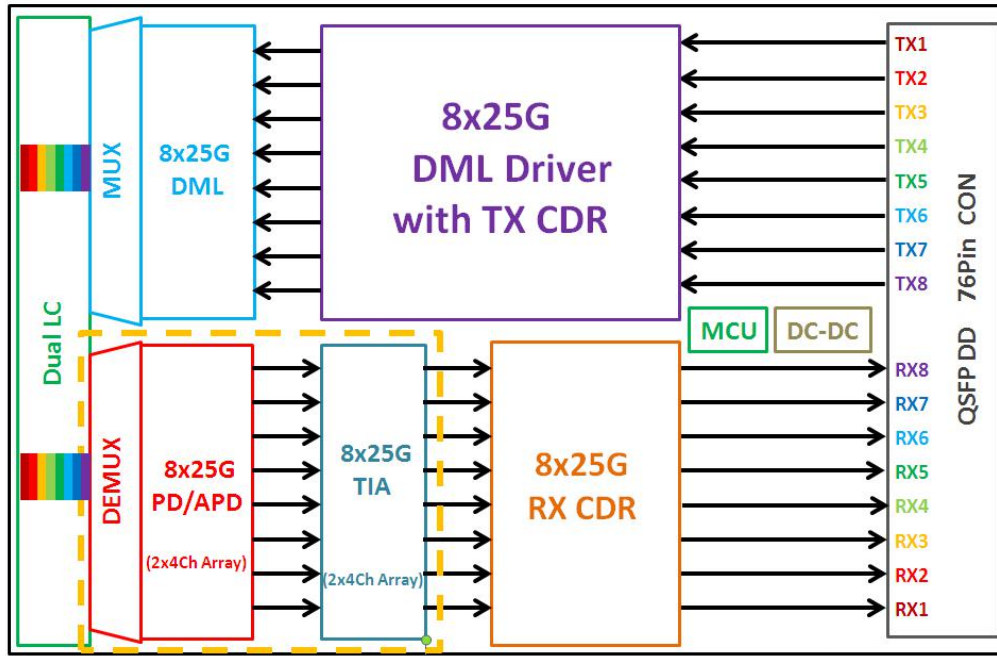 Dual LC
MUX
8x25G
DML
8x25G
DML Driver
with TX CDR
TX1
TX2
TX3
TX4
TX5
TX6
TX7
TX8
MCU
DC-DC
QSFP DD 76Pin CON
DEMUX
8x25G
PD/APD
(2x4Ch Array)
8x25G
TIA
(2x4Ch Array)
8x25G
RX CDR
RX8
RX7
RX6
RX5
RX4
RX3
RX2
RX1